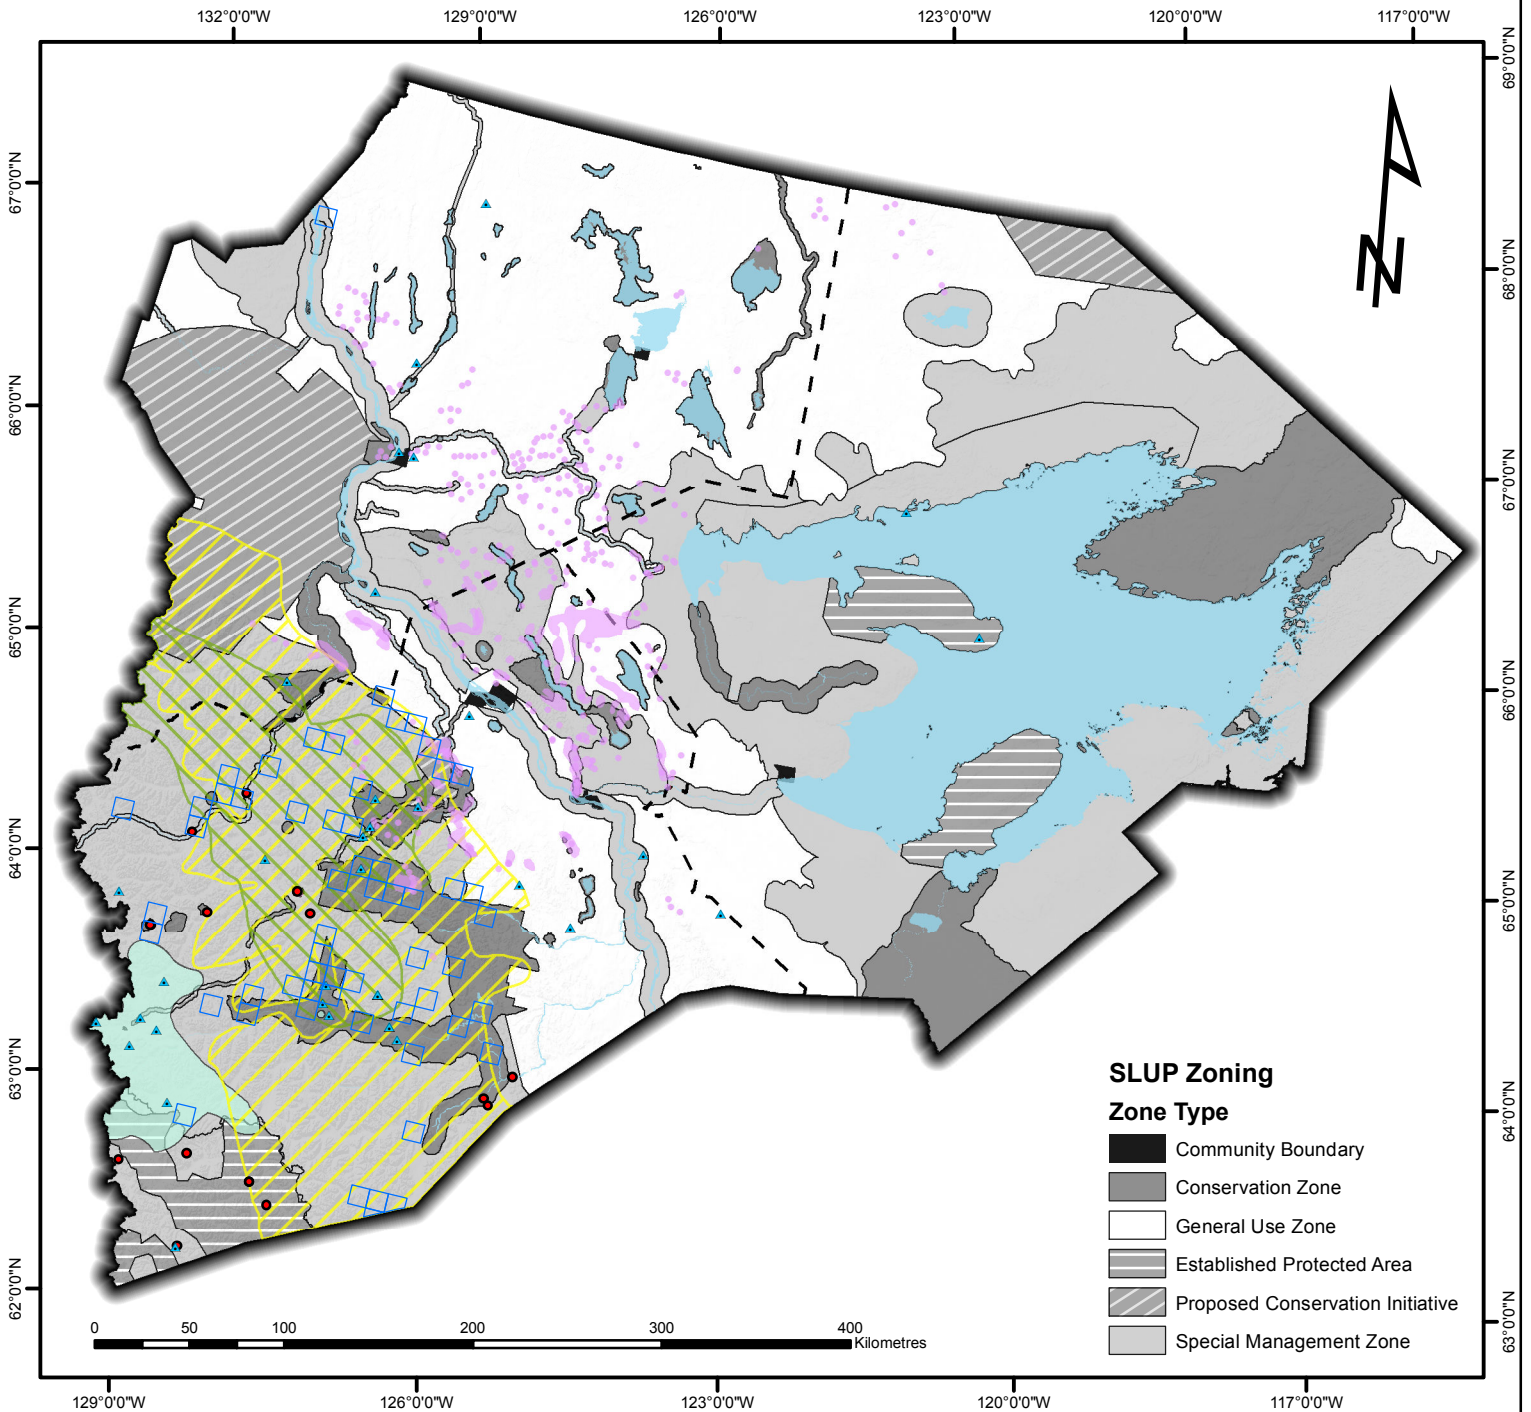 132°0'0"W 129°0'0"W 126°0'0"W 123°0'0"W 120°0'0"W 117°0'0"W
69°0'0"N
67°0'0"N
68°0'0"N
66°0'0"N
67°0'0"N
65°0'0"N
66°0'0"N
64°0'0"N
65°0'0"N
63°0'0"N
64°0'0"N
62°0'0"N
63°0'0"N
N
SLUP Zoning
Zone Type
Community Boundary
Conservation Zone
General Use Zone
Established Protected Area
Proposed Conservation Initiative
Special Management Zone
0 50 100 200 300 400
Kilometres
129°0'0"W 126°0'0"W 123°0'0"W 120°0'0"W 117°0'0"W